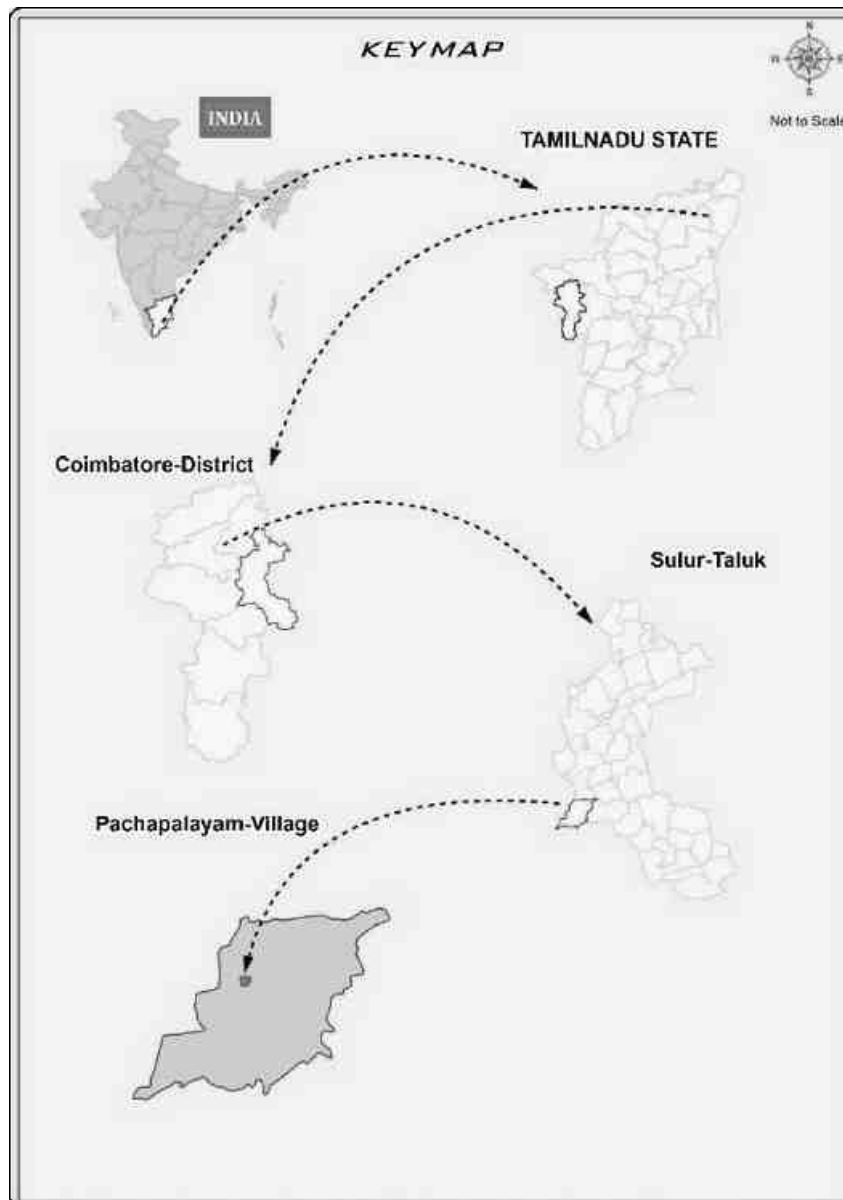 KEYMAP
N
W E
S
Not to Scale
INDIA
TAMILNADU STATE
Coimbatore-District
Sulur-Taluk
Pachapalayam-Village